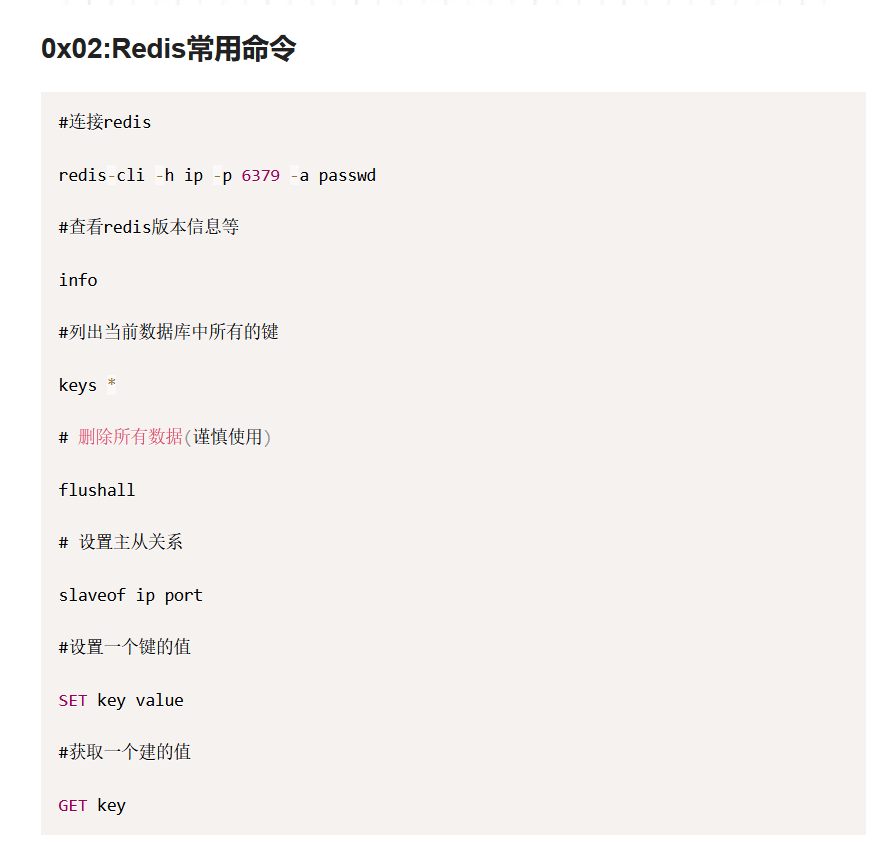 0x02:Redis常用命令
#连接redis
redis-cli -h ip -p 6379 -a passwd
#查看redis版本信息等
info
#列出当前数据库中所有的键
keys *
# 删除所有数据(谨慎使用)
flushall
# 设置主从关系
slaveof ip port
#设置一个键的值
SET key value
#获取一个建的值
GET key